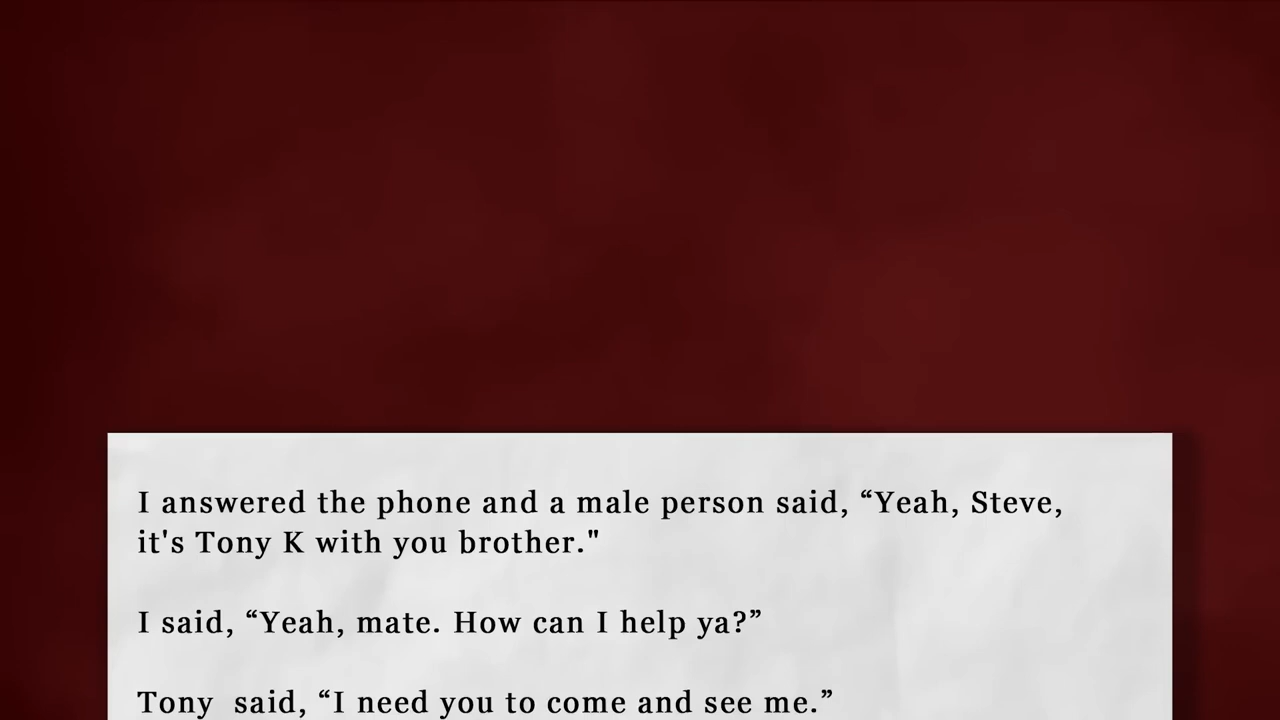 I answered the phone and a male person said, “Yeah, Steve,
it's Tony K with you brother."
I said, “Yeah, mate. How can I help ya?”
Tony  said, “I need you to come and see me.”